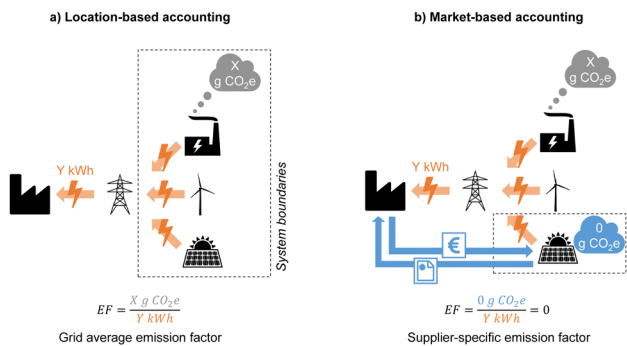 a) Location-based accounting
X
g CO₂e
Y kWh
System boundaries
EF = X g CO₂e / Y kWh
Grid average emission factor
b) Market-based accounting
X
g CO₂e
Y kWh
0
g CO₂e
€
EF = 0 g CO₂e / Y kWh = 0
Supplier-specific emission factor